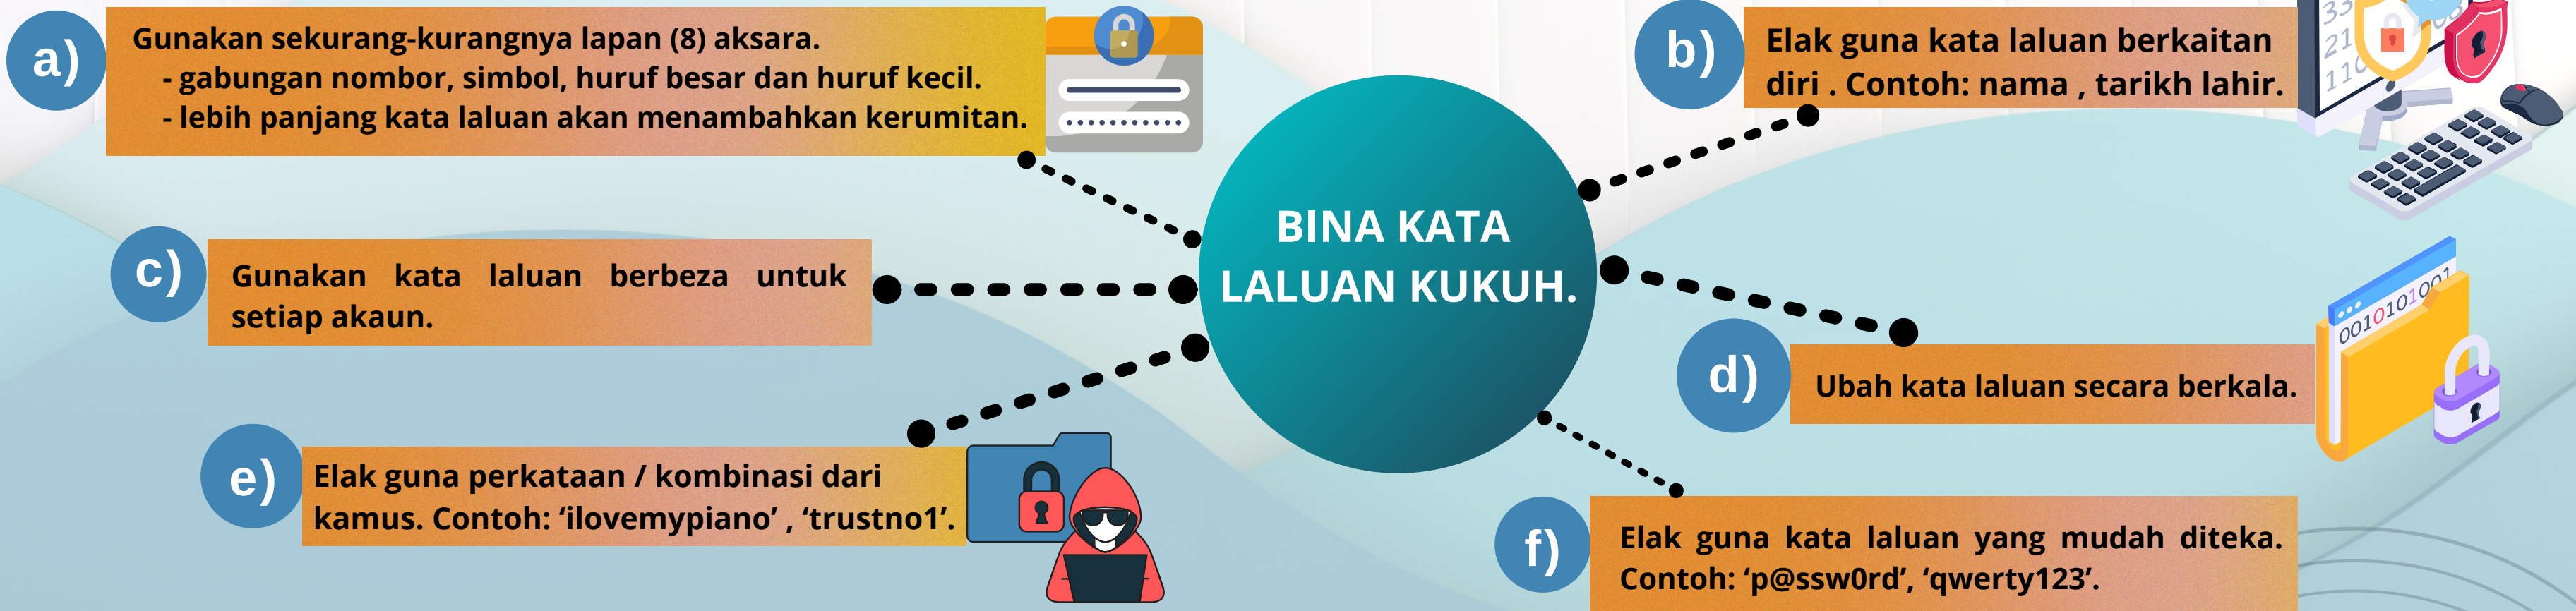 a)
Gunakan sekurang-kurangnya lapan (8) aksara.
- gabungan nombor, simbol, huruf besar dan huruf kecil.
- lebih panjang kata laluan akan menambahkan kerumitan.
b)
Elak guna kata laluan berkaitan
diri . Contoh: nama , tarikh lahir.
BINA KATA
LALUAN KUKUH.
c)
Gunakan kata laluan berbeza untuk
setiap akaun.
d)
Ubah kata laluan secara berkala.
001010101001
e)
Elak guna perkataan / kombinasi dari
kamus. Contoh: ‘ilovemypiano’ , ‘trustno1’.
f)
Elak guna kata laluan yang mudah diteka.
Contoh: ‘p@ssw0rd’, ‘qwerty123’.